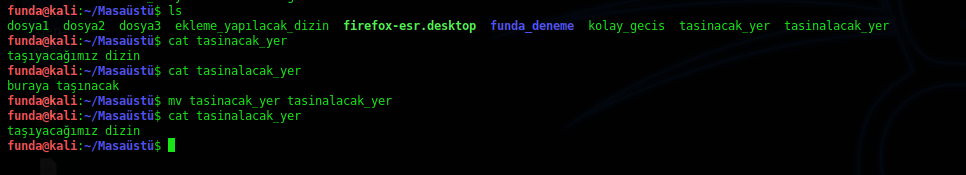 funda@kali:~/Masaüstü$ ls
dosya1  dosya2  dosya3  ekleme_yapılacak_dizin  firefox-esr.desktop  funda_deneme  kolay_gecis  tasinacak_yer  tasinalacak_yer
funda@kali:~/Masaüstü$ cat tasinacak_yer
taşıyacağımız dizin
funda@kali:~/Masaüstü$ cat tasinalacak_yer
buraya taşınacak
funda@kali:~/Masaüstü$ mv tasinacak_yer tasinalacak_yer
funda@kali:~/Masaüstü$ cat tasinalacak_yer
taşıyacağımız dizin
funda@kali:~/Masaüstü$